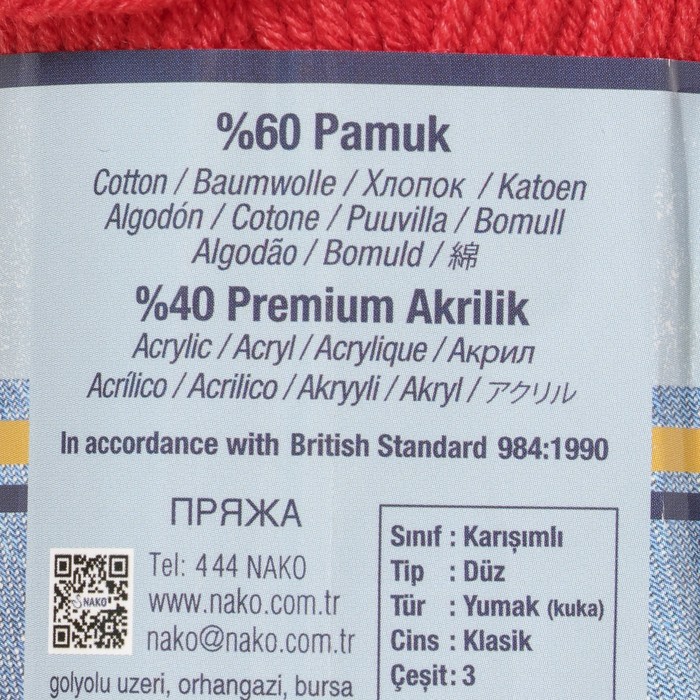 %60 Pamuk
Cotton / Baumwolle / Хлопок / Katoen
Algodón / Cotone / Puuvilla / Bomull
Algodão / Bomuld / 綿
%40 Premium Akrilik
Acrylic / Acryl / Acrylique / Акрил
Acrílico / Acrilico / Akryyli / Akryl / アクリル
In accordance with British Standard 984:1990
ПРЯЖА
NAKO
Tel: 4 44 NAKO
www.nako.com.tr
nako@nako.com.tr
golyolu uzeri, orhangazi, bursa
Sınıf : Karışımlı
Tip : Düz
Tür : Yumak (kuka)
Cins : Klasik
Çeşit : 3